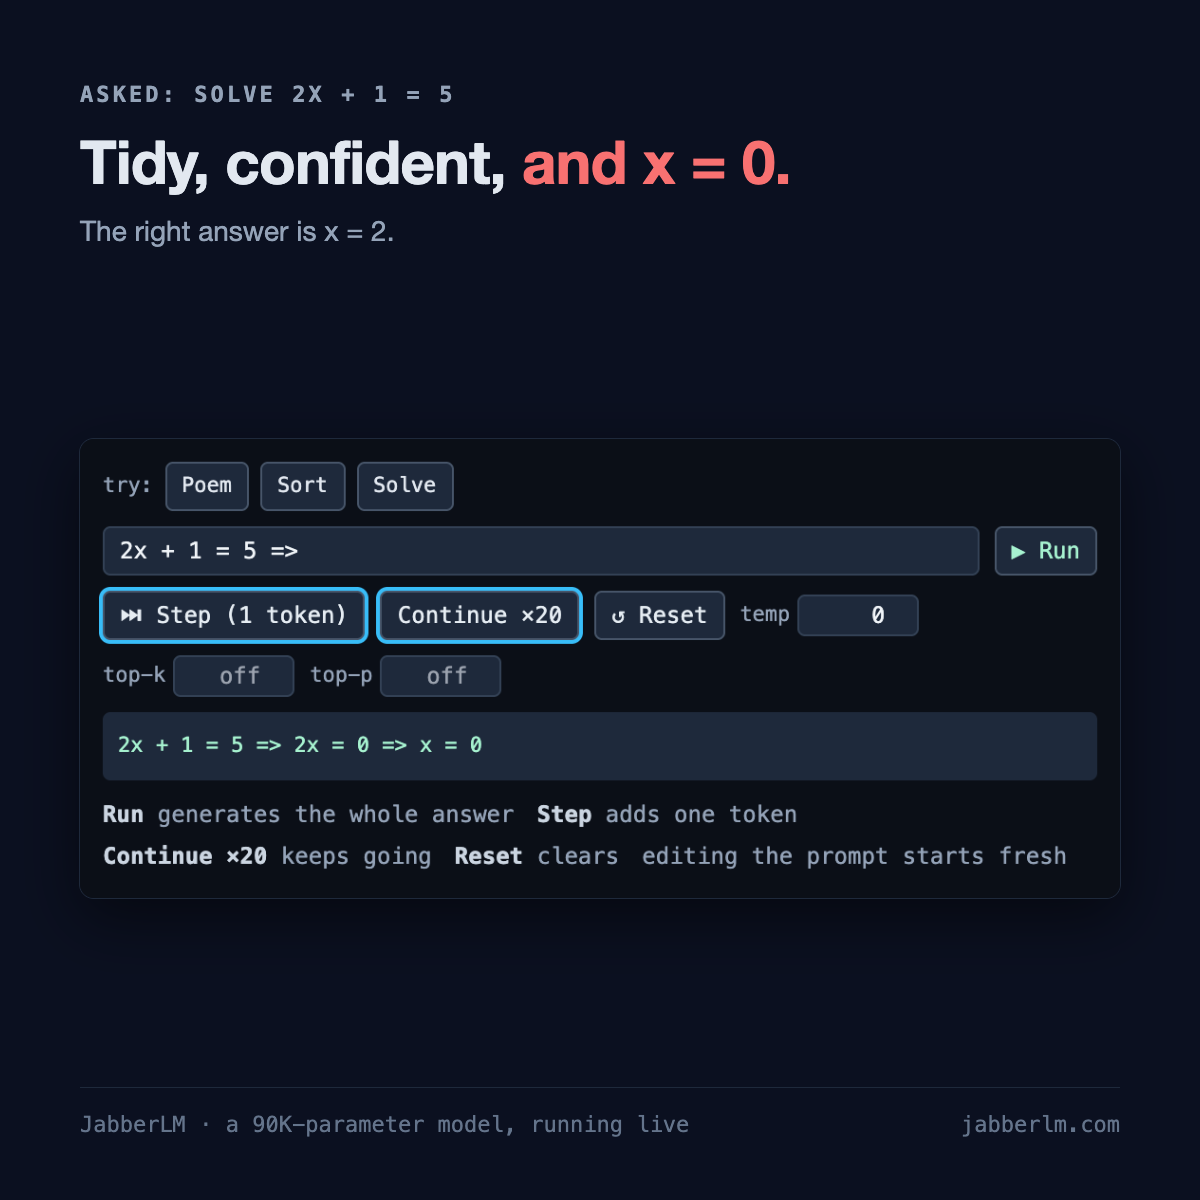 ASKED: SOLVE 2X + 1 = 5
Tidy, confident, and x = 0.
The right answer is x = 2.
try: Poem Sort Solve
2x + 1 = 5 => ▶ Run
⏭ Step (1 token) Continue ×20 ↺ Reset temp 0
top-k off top-p off
2x + 1 = 5 => 2x = 0 => x = 0
Run generates the whole answer Step adds one token
Continue ×20 keeps going Reset clears editing the prompt starts fresh
JabberLM · a 90K-parameter model, running live jabberlm.com